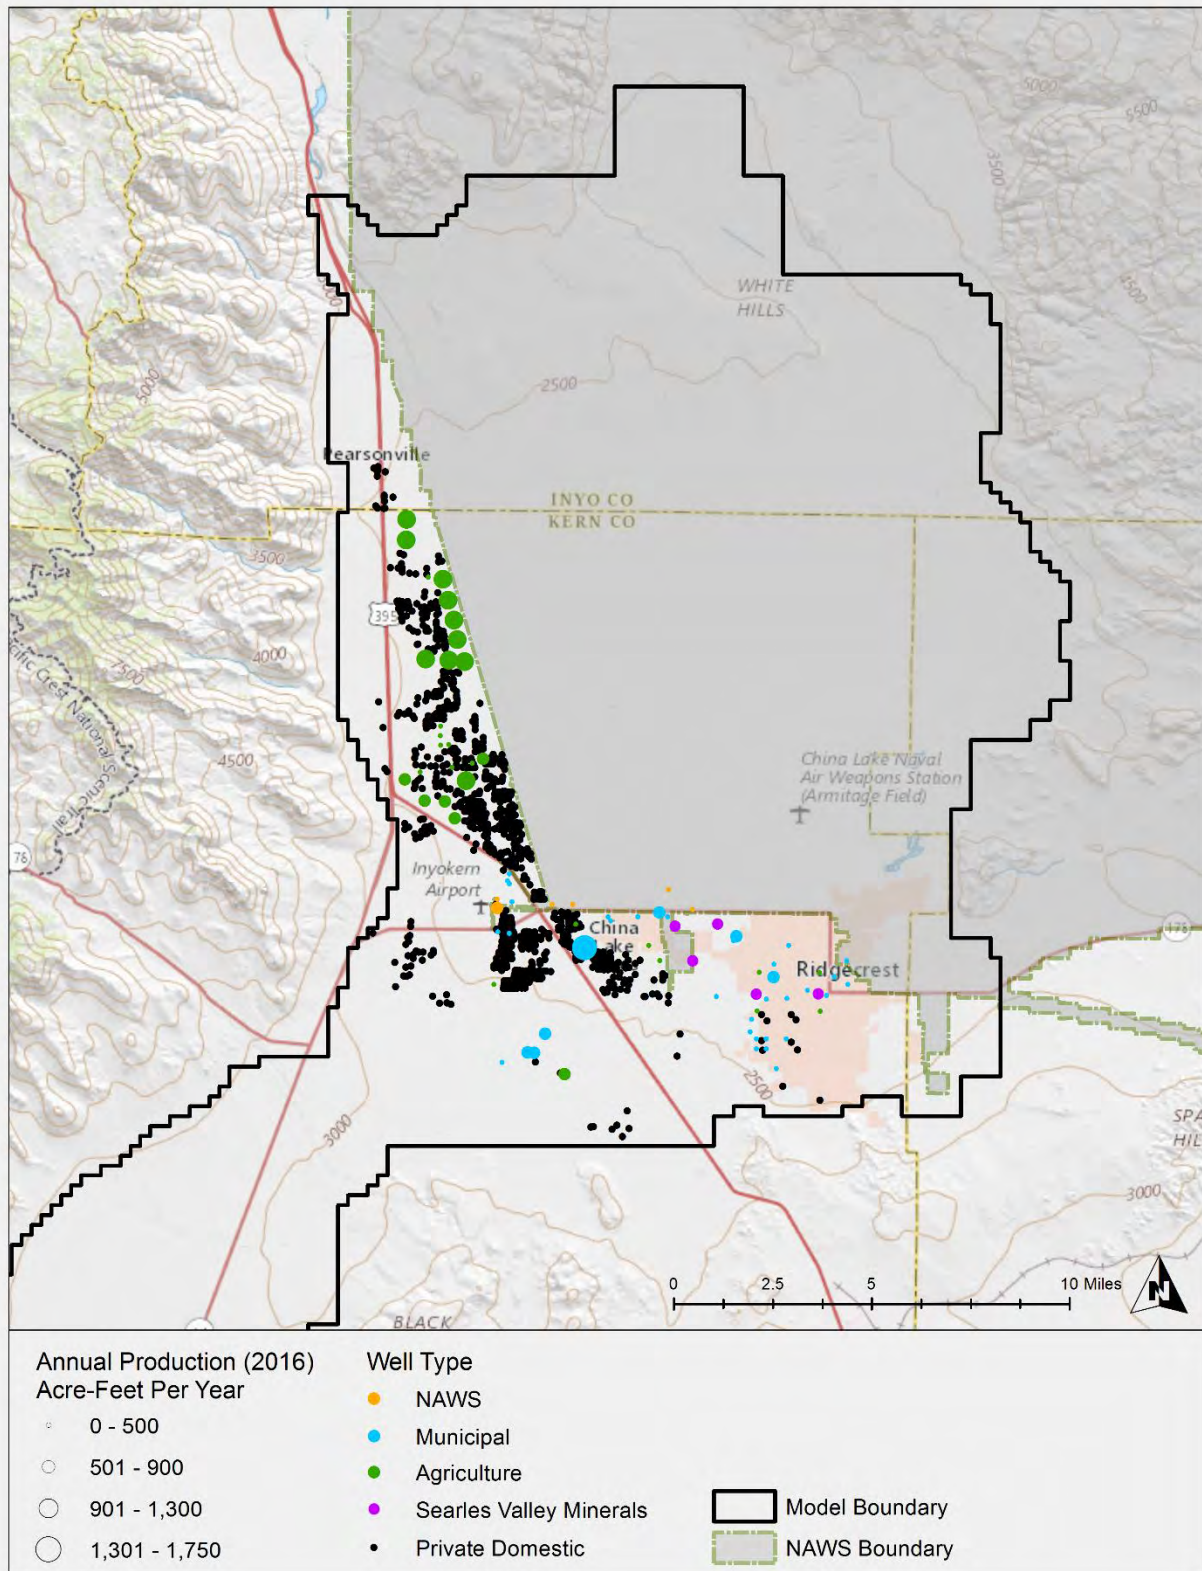 5000
5500
3500
4500
WHITE
HILLS
2500
5000
Pearsonville
INYO CO
KERN CO
3500
395
4000
7500
acific Crest National Scenic Trail
4500
China Lake Naval
Air Weapons Station
(Armitage Field)
78
Inyokern
Airport
China
Lake
178
Ridgecrest
2500
SPA
HIL
3000
3000
0 2.5 5 10 Miles
N
BLACK
Annual Production (2016)
Acre-Feet Per Year
0 - 500
501 - 900
901 - 1,300
1,301 - 1,750
Well Type
NAWS
Municipal
Agriculture
Searles Valley Minerals
Private Domestic
Model Boundary
NAWS Boundary